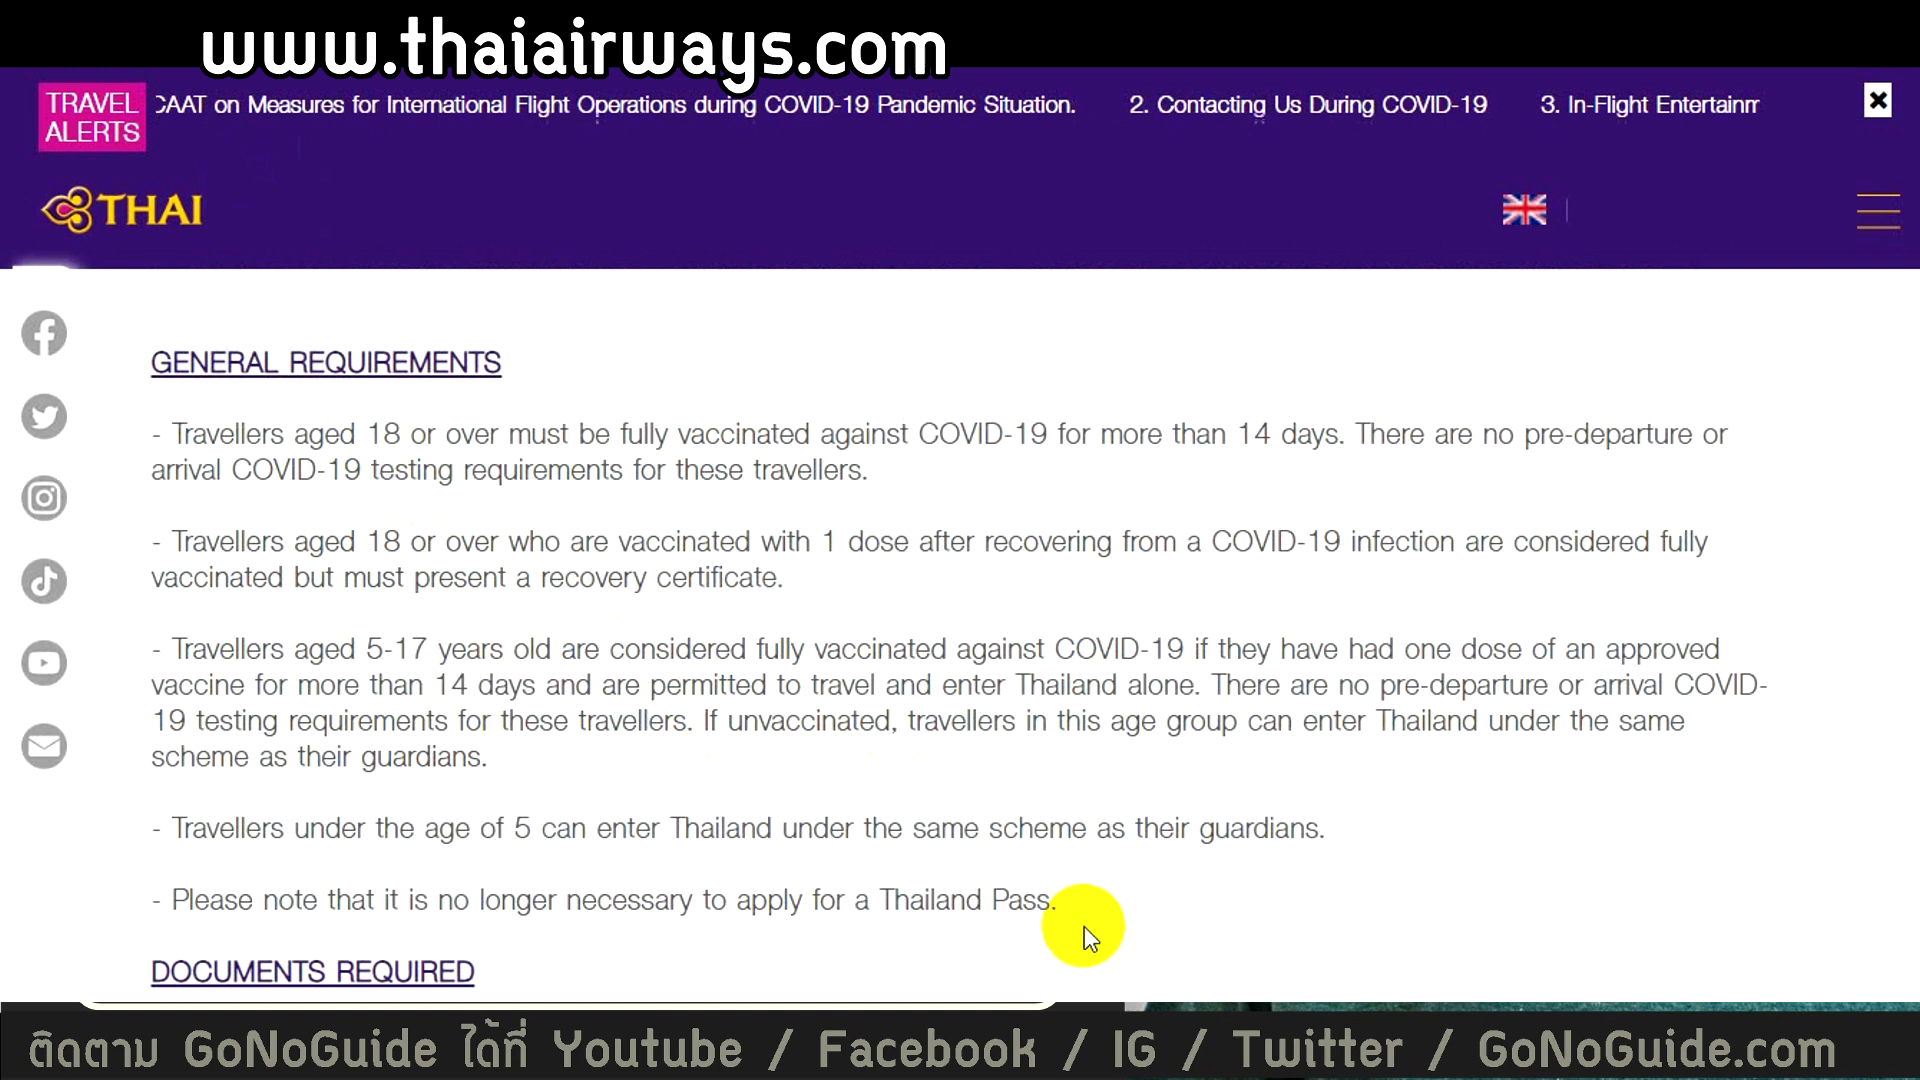 www.thaiairways.com
TRAVEL
ALERTS
CAAT on Measures for International Flight Operations during COVID-19 Pandemic Situation. 2. Contacting Us During COVID-19 3. In-Flight
THAI
GENERAL REQUIREMENTS
- Travellers aged 18 or over must be fully vaccinated against COVID-19 for more than 14 days. There are no pre-departure or
arrival COVID-19 testing requirements for these travellers.
- Travellers aged 18 or over who are vaccinated with 1 dose after recovering from a COVID-19 infection are considered fully
vaccinated but must present a recovery certificate.
- Travellers aged 5-17 years old are considered fully vaccinated against COVID-19 if they have had one dose of an approved
vaccine for more than 14 days and are permitted to travel and enter Thailand alone. There are no pre-departure or arrival COVID-
19 testing requirements for these travellers. If unvaccinated, travellers in this age group can enter Thailand under the same
scheme as their guardians.
- Travellers under the age of 5 can enter Thailand under the same scheme as their guardians.
- Please note that it is no longer necessary to apply for a Thailand Pass.
DOCUMENTS REQUIRED
ติดตาม GoNoGuide ได้ที่ Youtube / Facebook / IG / Twitter / GoNoGuide.com